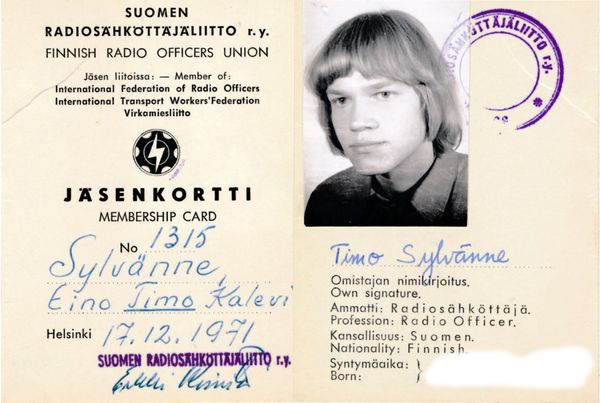 SUOMEN
RADIOSÄHKÖTTÄJÄLIITTO r.y.
FINNISH RADIO OFFICERS UNION
Jäsen liitoissa: — Member of:
International Federation of Radio Officers
International Transport Workers'Federation
Virkamiesliitto
JÄSENKORTTI
MEMBERSHIP CARD
No 1315
Sylvänne,
Eino Timo Kalevi
Helsinki 17.12.1971
SUOMEN RADIOSÄHKÖTTÄJÄLIITTO r.y.
RADIOSÄHKÖTTÄJÄLIITTO r.y.
Timo Sylvänne
Omistajan nimikirjoitus.
Own signature.
Ammatti: Radiosähköttäjä.
Profession: Radio Officer.
Kansallisuus: Suomen.
Nationality: Finnish.
Syntymäaika:
Born: